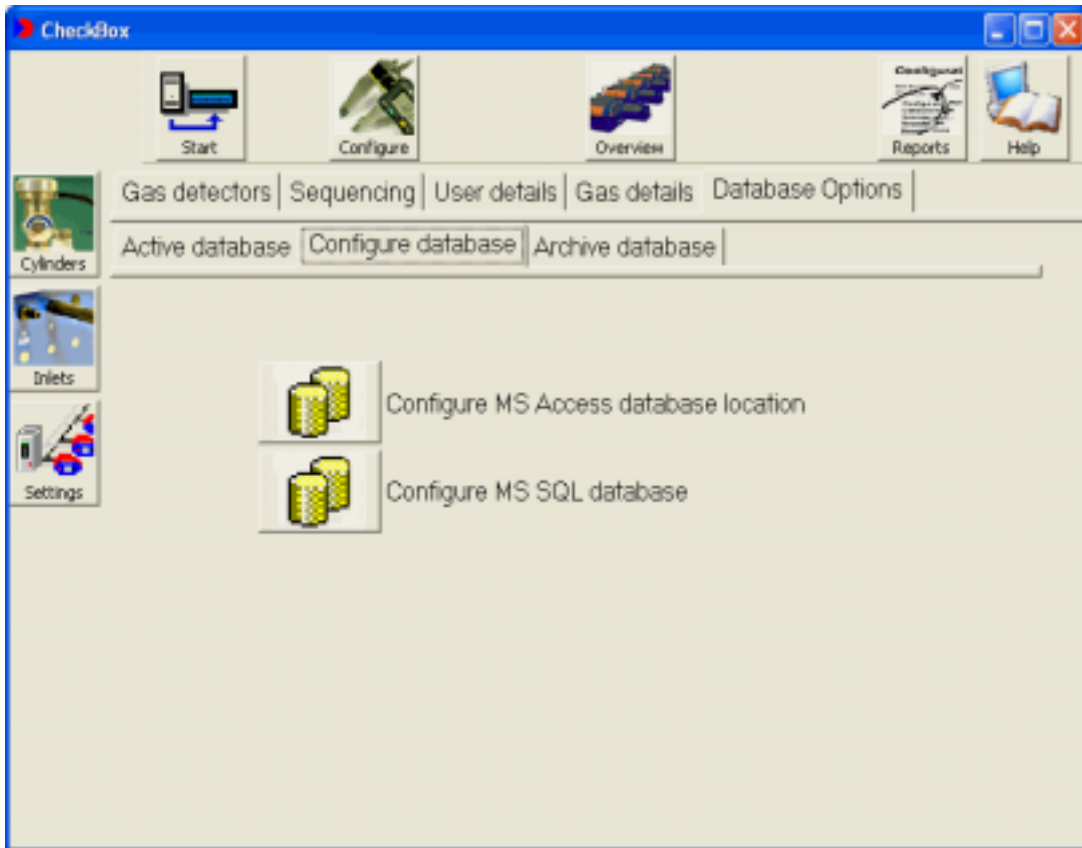 CheckBox
Start
Configure
Overview
Reports
Help
Gas detectors
Sequencing
User details
Gas details
Database Options
Cylinders
Active database
Configure database
Archive database
Inlets
Configure MS Access database location
Settings
Configure MS SQL database